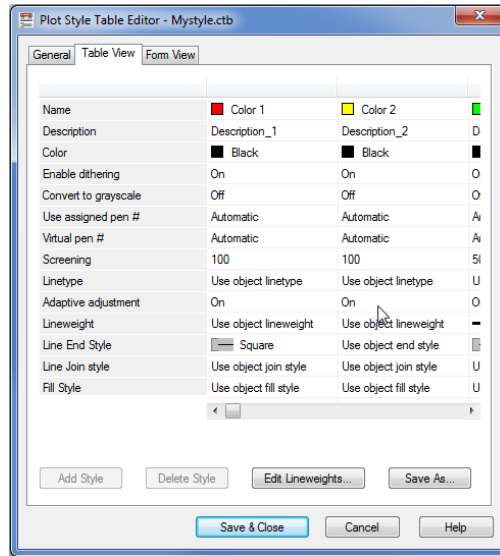 Plot Style Table Editor - Mystyle.ctb
General Table View Form View
Name Color 1 Color 2
Description Description_1 Description_2 D
Color Black Black
Enable dithering On On O
Convert to grayscale Off Off O
Use assigned pen # Automatic Automatic A
Virtual pen # Automatic Automatic A
Screening 100 100 50
Linetype Use object linetype Use object linetype U
Adaptive adjustment On On O
Lineweight Use object lineweight Use object lineweight
Line End Style Square Use object end style
Line Join style Use object join style Use object join style U
Fill Style Use object fill style Use object fill style U
Add Style Delete Style Edit Lineweights... Save As...
Save & Close Cancel Help